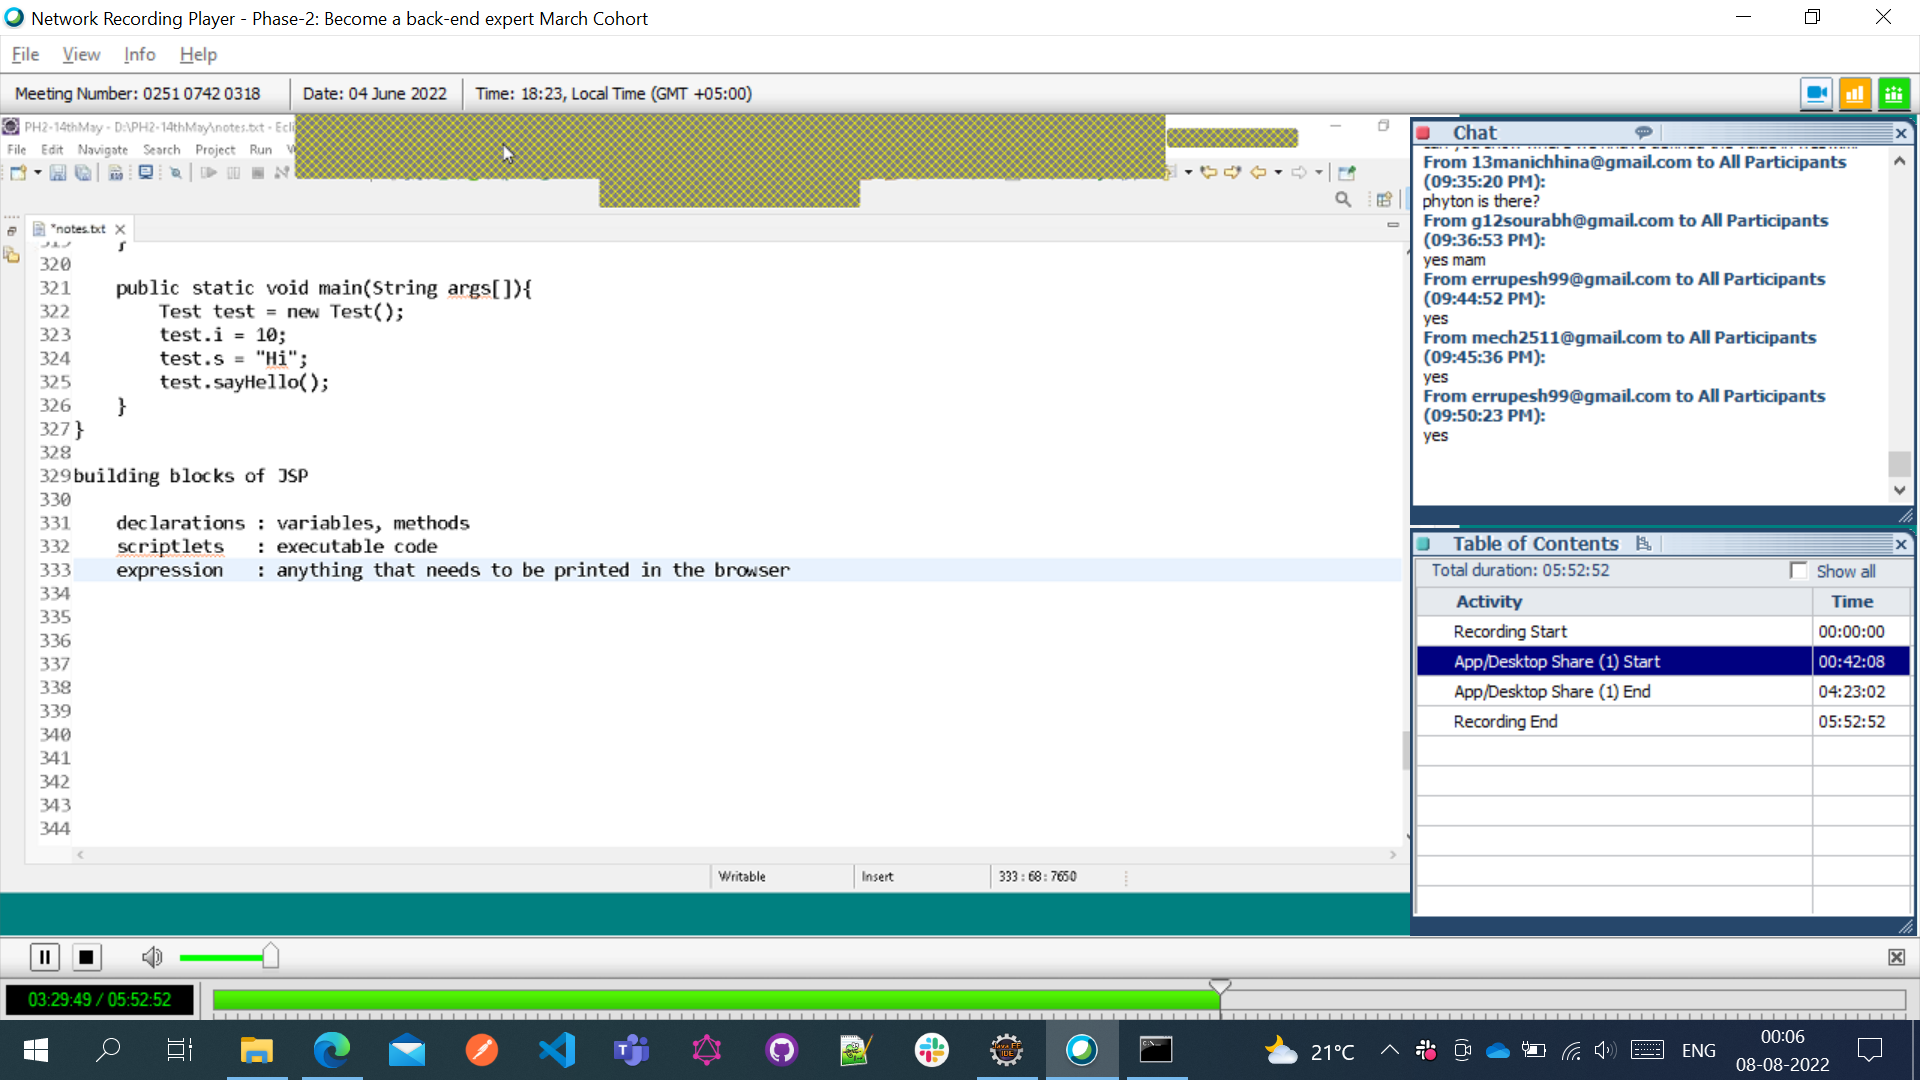 Network Recording Player - Phase-2: Become a back-end expert March Cohort
File View Info Help
Meeting Number: 0251 0742 0318 Date: 04 June 2022 Time: 18:23, Local Time (GMT +05:00)
PH2-14thMay - D:\PH2-14thMay\notes.txt - Ecli
File Edit Navigate Search Project Run
*notes.txt
}
320
321 public static void main(String args[]){
322 Test test = new Test();
323 test.i = 10;
324 test.s = "Hi";
325 test.sayHello();
326 }
327 }
328
329 building blocks of JSP
330
331 declarations : variables, methods
332 scriptlets : executable code
333 expression : anything that needs to be printed in the browser
334
335
336
337
338
339
340
341
342
343
344
Writable Insert 333 : 68 : 7650
Chat
From 13manichhina@gmail.com to All Participants
(09:35:20 PM):
phyton is there?
From g12sourabh@gmail.com to All Participants
(09:36:53 PM):
yes mam
From errupesh99@gmail.com to All Participants
(09:44:52 PM):
yes
From mech2511@gmail.com to All Participants
(09:45:36 PM):
yes
From errupesh99@gmail.com to All Participants
(09:50:23 PM):
yes
Table of Contents
Total duration: 05:52:52 Show all
Activity Time
Recording Start 00:00:00
App/Desktop Share (1) Start 00:42:08
App/Desktop Share (1) End 04:23:02
Recording End 05:52:52
03:29:49 / 05:52:52
21°C ENG 00:06
08-08-2022